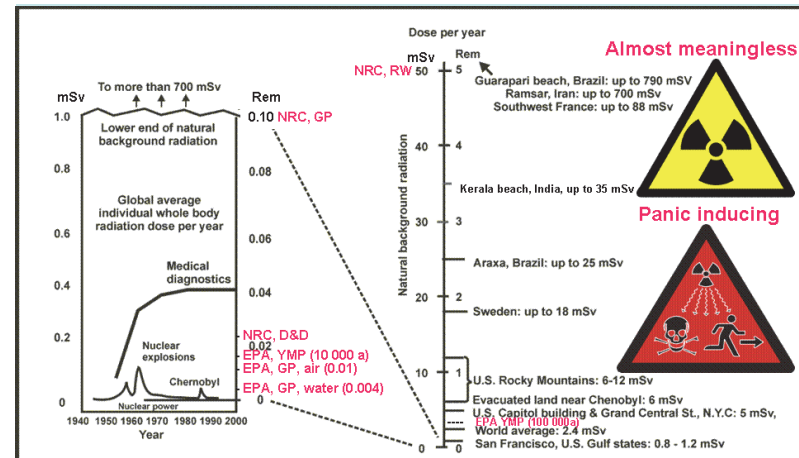 To more than 700 mSv
mSv
Rem
1.0
0.8
0.6
0.4
0.2
0
0.10 NRC, GP
0.08
0.06
0.04
NRC, D&D
0.02
EPA, YMP (10 000 a)
EPA, GP, air (0.01)
EPA, GP, water (0.004)
0
Lower end of natural
background radiation
Global average
individual whole body
radiation dose per year
Medical
diagnostics
Nuclear
explosions
Chernobyl
Nuclear power
1940 1950 1960 1970 1980 1990 2000
Year
Dose per year
mSv
Rem
NRC, RW
50
40
30
20
10
0
5
4
3
2
1
0
Natural background radiation
Guarapari beach, Brazil: up to 790 mSV
Ramsar, Iran: up to 700 mSV
Southwest France: up to 88 mSV
Kerala beach, India, up to 35 mSv
Araxa, Brazil: up to 25 mSv
Sweden: up to 18 mSv
U.S. Rocky Mountains: 6-12 mSv
Evacuated land near Chenobyl: 6 mSv
U.S. Capitol building & Grand Central St., N.Y.C: 5 mSv,
EPA YMP (100 000a)
World average: 2.4 mSv
San Francisco, U.S. Gulf states: 0.8 - 1.2 mSv
Almost meaningless
Panic inducing